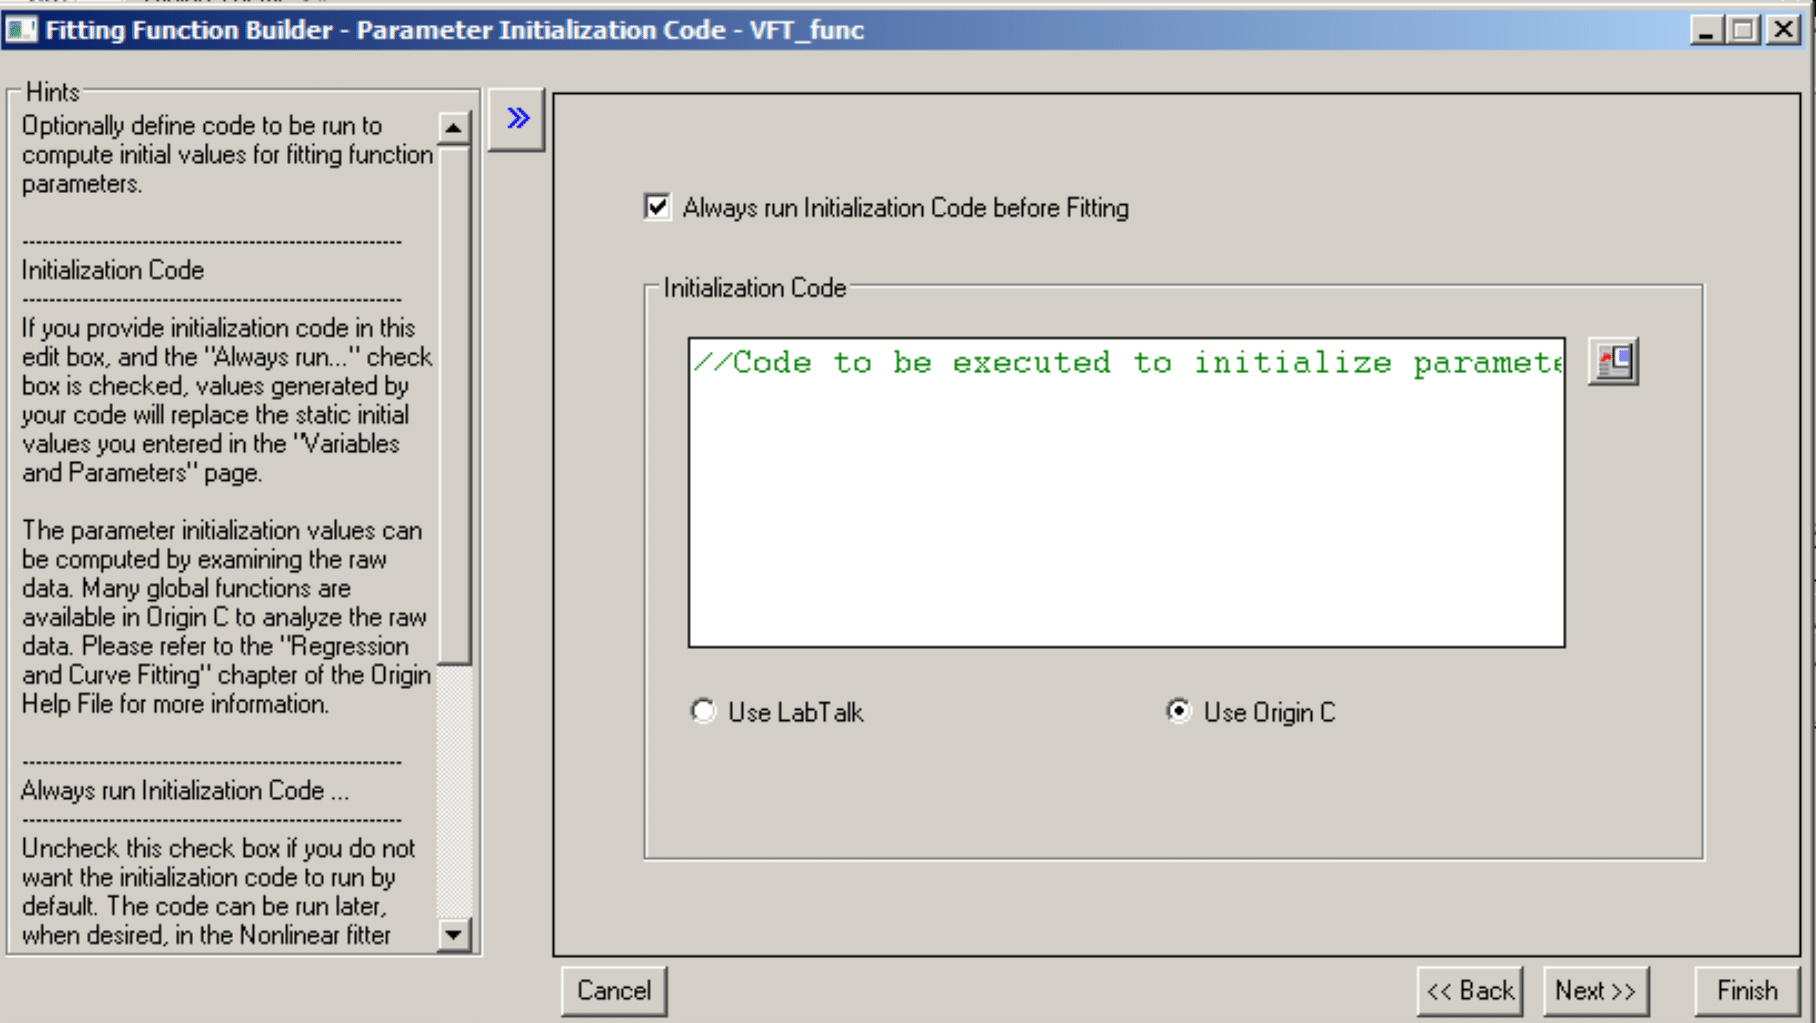 Fitting Function Builder - Parameter Initialization Code - VFT_func
Hints
Optionally define code to be run to
compute initial values for fitting function
parameters.
---------------------------------------------------------
Initialization Code
---------------------------------------------------------
If you provide initialization code in this
edit box, and the "Always run..." check
box is checked, values generated by
your code will replace the static initial
values you entered in the "Variables
and Parameters" page.
The parameter initialization values can
be computed by examining the raw
data. Many global functions are
available in Origin C to analyze the raw
data. Please refer to the "Regression
and Curve Fitting" chapter of the Origin
Help File for more information.
---------------------------------------------------------
Always run Initialization Code ...
---------------------------------------------------------
Uncheck this check box if you do not
want the initialization code to run by
default. The code can be run later,
when desired, in the Nonlinear fitter
>>
Always run Initialization Code before Fitting
Initialization Code
//Code to be executed to initialize paramete
Use LabTalk
Use Origin C
Cancel
<< Back
Next >>
Finish